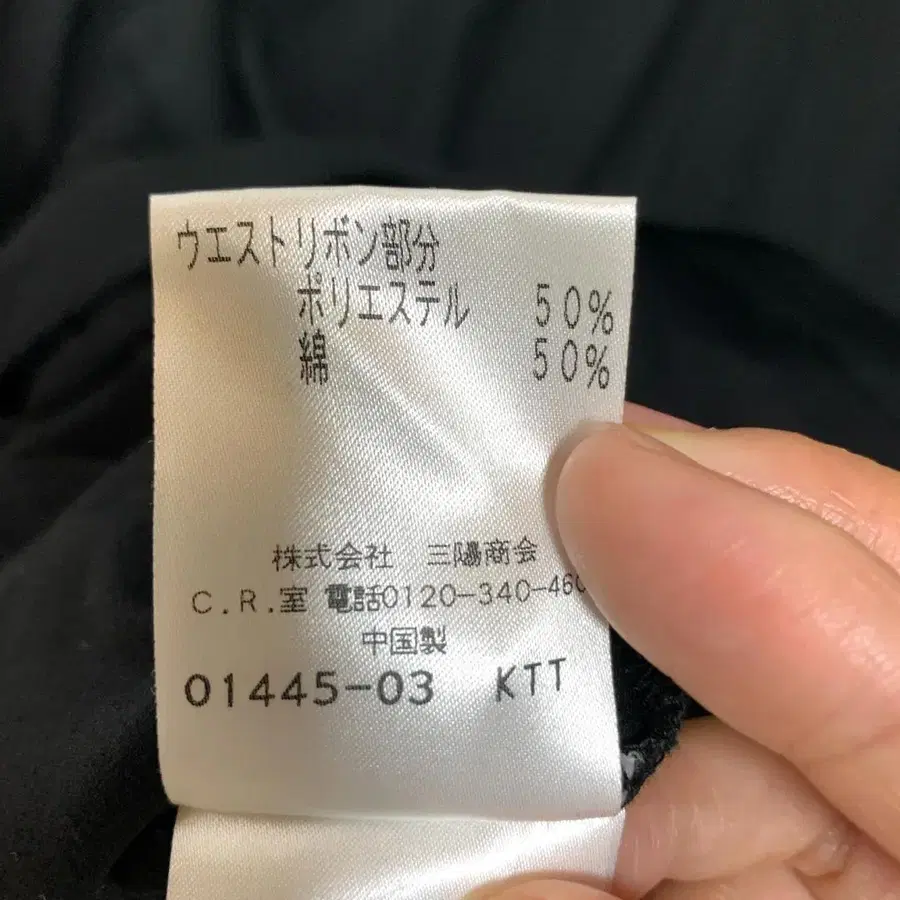 ウエストリボン部分
ポリエステル 50%
綿 50%
株式会社 三陽商会
C.R.室 電話0120-340-460
中国製
01445-03 KTT